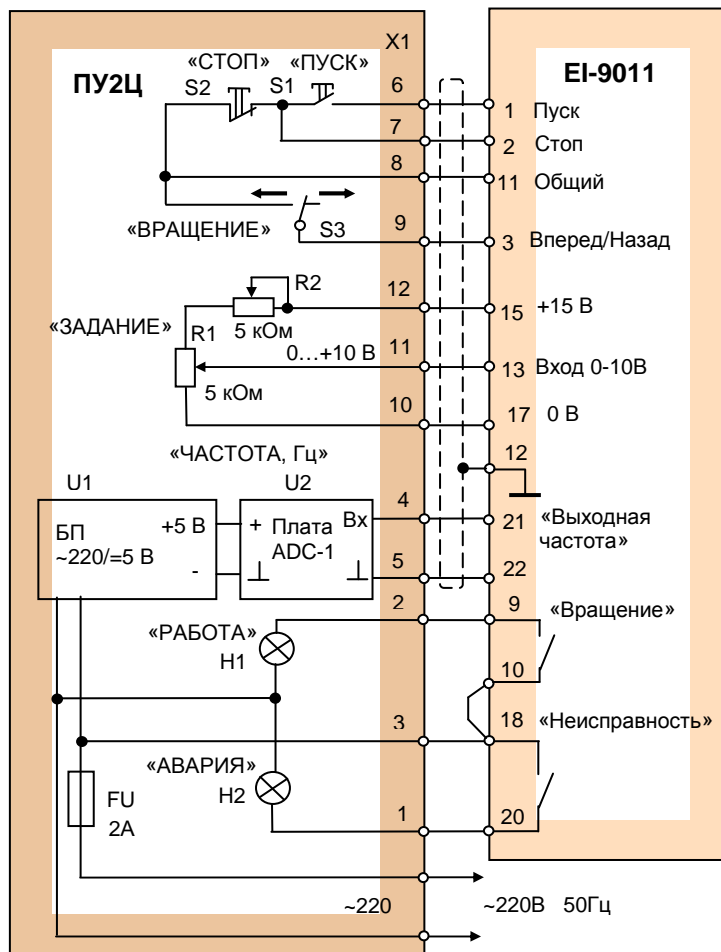 X1
«СТОП» «ПУСК»
ПУ2Ц
EI-9011
S2 S1 6
1 Пуск
7
2 Стоп
8
11 Общий
«ВРАЩЕНИЕ» S3 9
3 Вперед/Назад
R2 12
15 +15 В
«ЗАДАНИЕ» R1 5 кОм
0...+10 В 11
13 Вход 0-10В
5 кОм
10
17 0 В
12
«ЧАСТОТА, Гц»
U1 U2
4
БП +5 В
~220/=5 В
-
+ Плата Вх
ADC-1
21 «Выходная
частота»
5
22
2
9 «Вращение»
«РАБОТА»
H1
10
3
18 «Неисправность»
«АВАРИЯ»
H2
FU
2А
1
20
~220 ~220В 50Гц